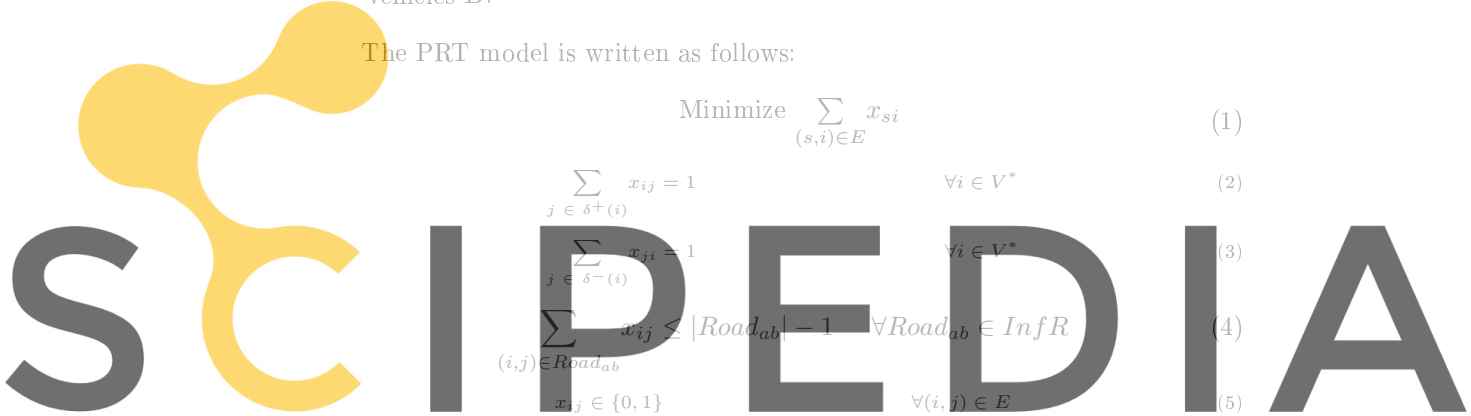 vehicles B.
The PRT model is written as follows:
Minimize ∑_{(s,i)∈E} x_{si} (1)
∑_{j ∈ δ^+(i)} x_{ij} = 1 ∀i ∈ V^* (2)
∑_{j ∈ δ^-(i)} x_{ji} = 1 ∀i ∈ V^* (3)
∑_{(i,j)∈Road_{ab}} x_{ij} ≤ |Road_{ab}| − 1 ∀Road_{ab} ∈ InfR (4)
x_{ij} ∈ {0, 1} ∀(i, j) ∈ E (5)
SCIPEDIA